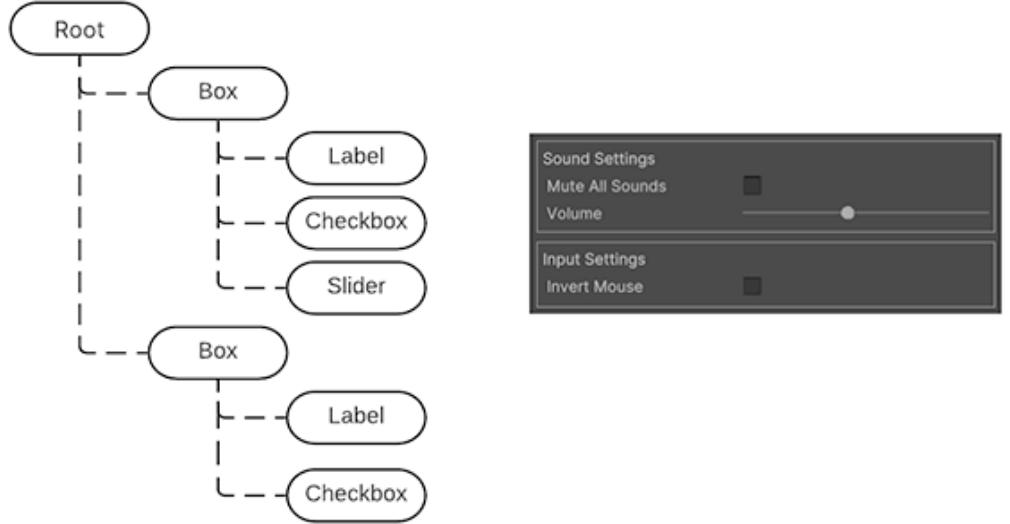 Root
Box
Label
Checkbox
Slider
Box
Label
Checkbox
Sound Settings
Mute All Sounds
Volume
Input Settings
Invert Mouse